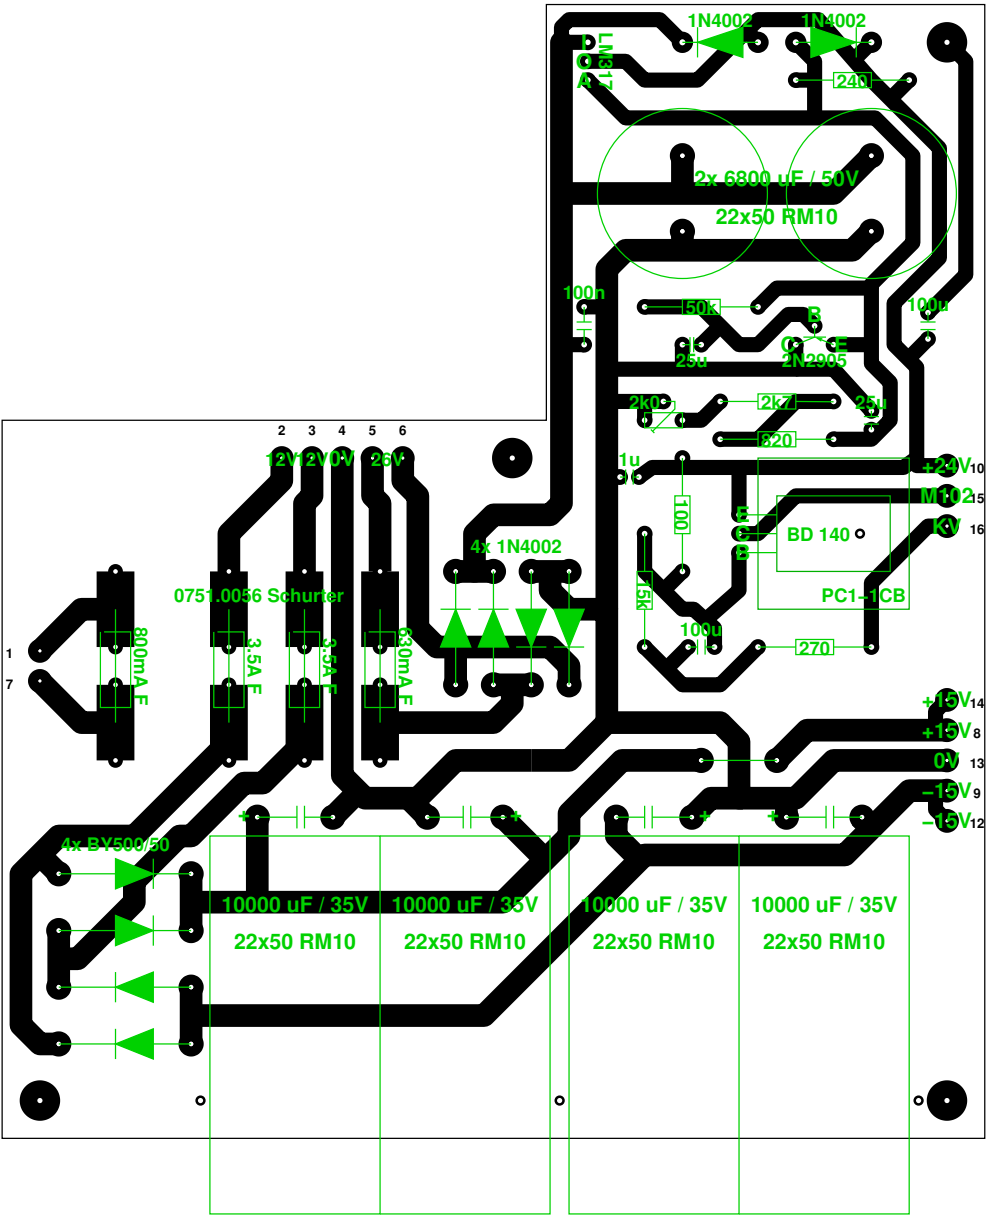 1N4002 1N4002
LM317
I
O
A
240
2x 6800 uF / 50V
22x50 RM10
100n
50k
B
100u
C E
25u
2N2905
2k0
2k7
25u
820
2 3 4 5 6
12V 12V 0V 26V
1u
+24V 10
M102 15
100
E
C
B
BD 140
KV 16
4x 1N4002
0751.0056 Schurter
15k
PC1-1CB
800mA F
3.5A F
3.5A F
630mA F
100u
270
1
7
+15V 14
+15V 8
0V 13
-15V 9
-15V 12
+ + + +
4x BY500/50
10000 uF / 35V 10000 uF / 35V 10000 uF / 35V 10000 uF / 35V
22x50 RM10 22x50 RM10 22x50 RM10 22x50 RM10